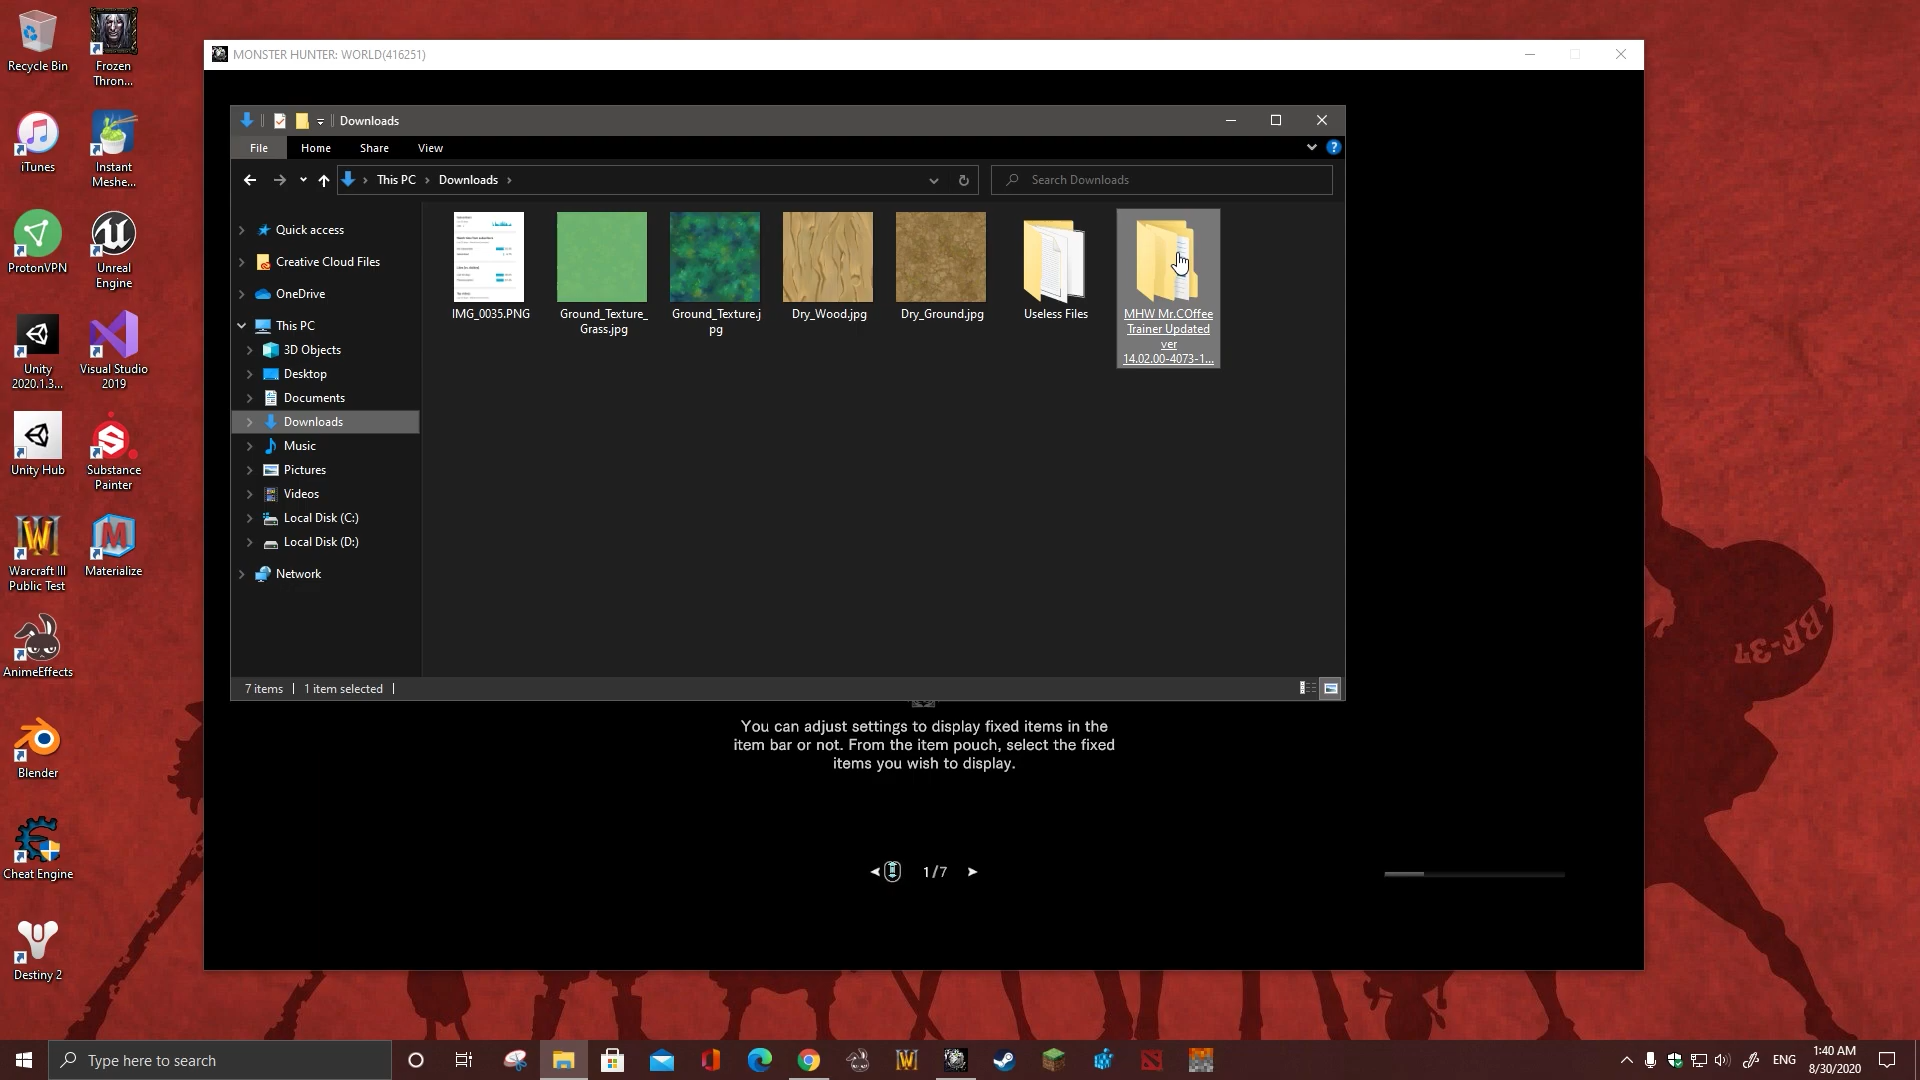 Recycle Bin
Frozen
Thron...
iTunes
Instant
Meshe...
ProtonVPN
Unreal
Engine
Unity
2020.1.3...
Visual Studio
2019
Unity Hub
Substance
Painter
Warcraft III
Public Test
Materialize
AnimeEffects
Blender
Cheat Engine
Destiny 2
MONSTER HUNTER: WORLD(416251)
Downloads
File Home Share View
This PC Downloads
Search Downloads
Quick access
Creative Cloud Files
OneDrive
This PC
3D Objects
Desktop
Documents
Downloads
Music
Pictures
Videos
Local Disk (C:)
Local Disk (D:)
Network
IMG_0035.PNG
Ground_Texture_
Grass.jpg
Ground_Texture.j
pg
Dry_Wood.jpg
Dry_Ground.jpg
Useless Files
MHW Mr.COffee
Trainer Updated
ver
14.02.00-4073-1...
7 items 1 item selected
You can adjust settings to display fixed items in the
item bar or not. From the item pouch, select the fixed
items you wish to display.
1/7
BF-37
Type here to search
ENG
1:40 AM
8/30/2020